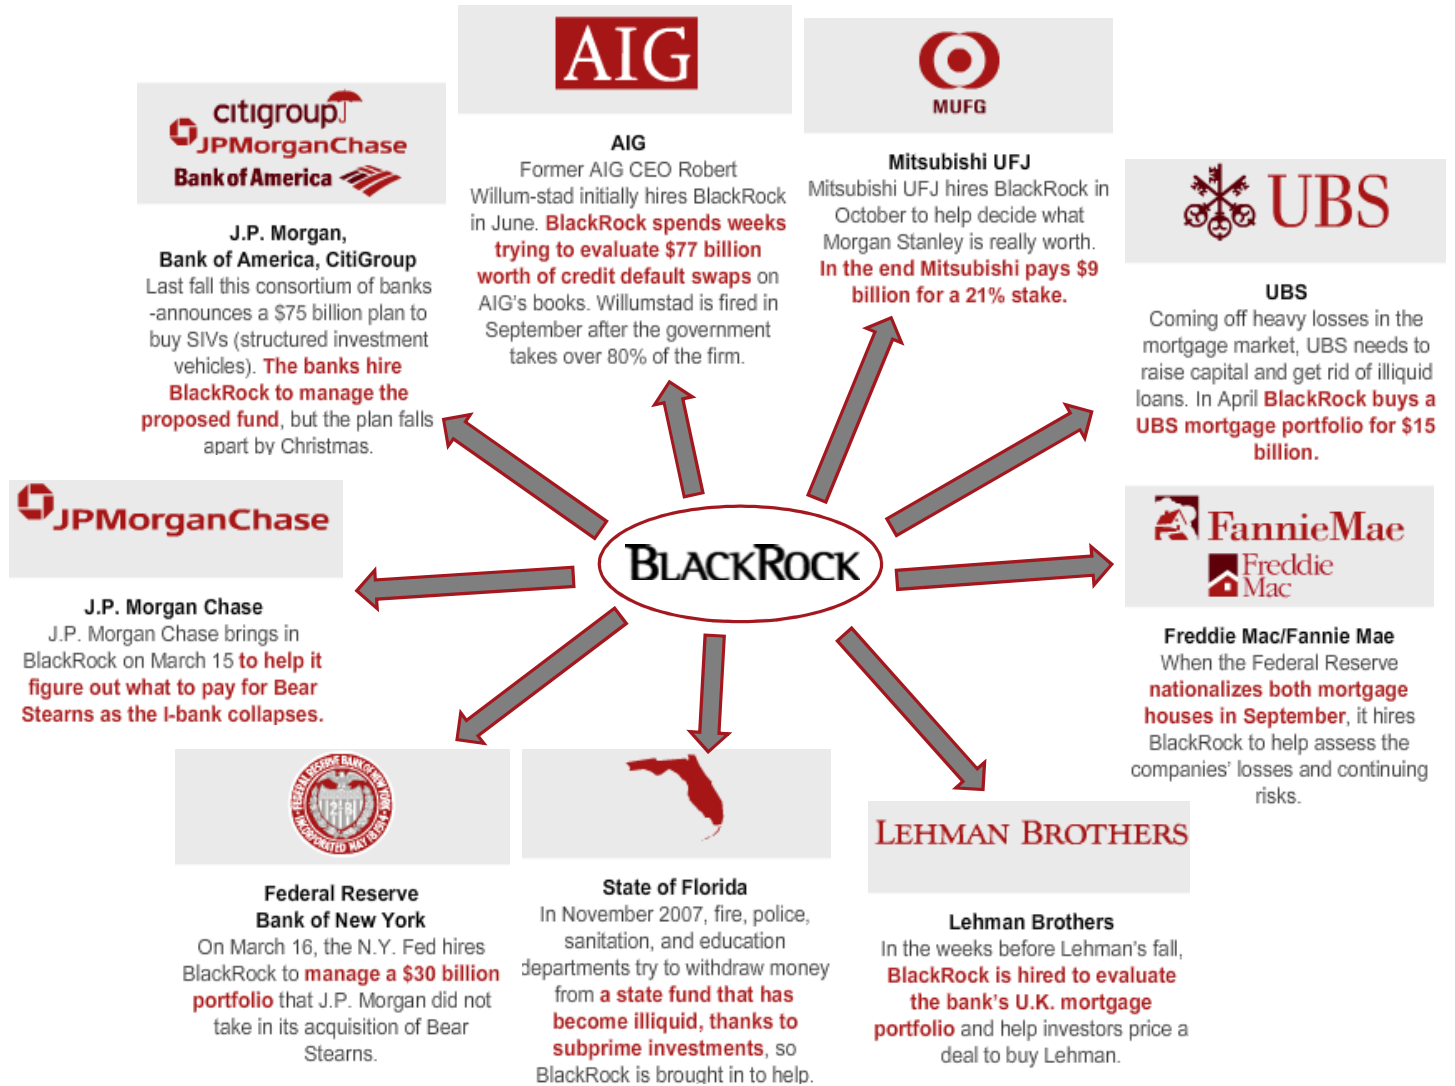 citigroup
JPMorganChase
Bank of America
J.P. Morgan,
Bank of America, CitiGroup
Last fall this consortium of banks
-announces a $75 billion plan to
buy SIVs (structured investment
vehicles). The banks hire
BlackRock to manage the
proposed fund, but the plan falls
apart by Christmas.
AIG
AIG
Former AIG CEO Robert
Willum-stad initially hires BlackRock
in June. BlackRock spends weeks
trying to evaluate $77 billion
worth of credit default swaps on
AIG's books. Willumstad is fired in
September after the government
takes over 80% of the firm.
MUFG
Mitsubishi UFJ
Mitsubishi UFJ hires BlackRock in
October to help decide what
Morgan Stanley is really worth.
In the end Mitsubishi pays $9
billion for a 21% stake.
UBS
UBS
Coming off heavy losses in the
mortgage market, UBS needs to
raise capital and get rid of illiquid
loans. In April BlackRock buys a
UBS mortgage portfolio for $15
billion.
JPMorganChase
J.P. Morgan Chase
J.P. Morgan Chase brings in
BlackRock on March 15 to help it
figure out what to pay for Bear
Stearns as the I-bank collapses.
BLACKROCK
FannieMae
Freddie
Mac
Freddie Mac/Fannie Mae
When the Federal Reserve
nationalizes both mortgage
houses in September, it hires
BlackRock to help assess the
companies' losses and continuing
risks.
FEDERAL RESERVE BANK OF NEW YORK
INCORPORATED MAY 18, 1914
Federal Reserve
Bank of New York
On March 16, the N.Y. Fed hires
BlackRock to manage a $30 billion
portfolio that J.P. Morgan did not
take in its acquisition of Bear
Stearns.
State of Florida
In November 2007, fire, police,
sanitation, and education
departments try to withdraw money
from a state fund that has
become illiquid, thanks to
subprime investments, so
BlackRock is brought in to help.
LEHMAN BROTHERS
Lehman Brothers
In the weeks before Lehman's fall,
BlackRock is hired to evaluate
the bank's U.K. mortgage
portfolio and help investors price a
deal to buy Lehman.